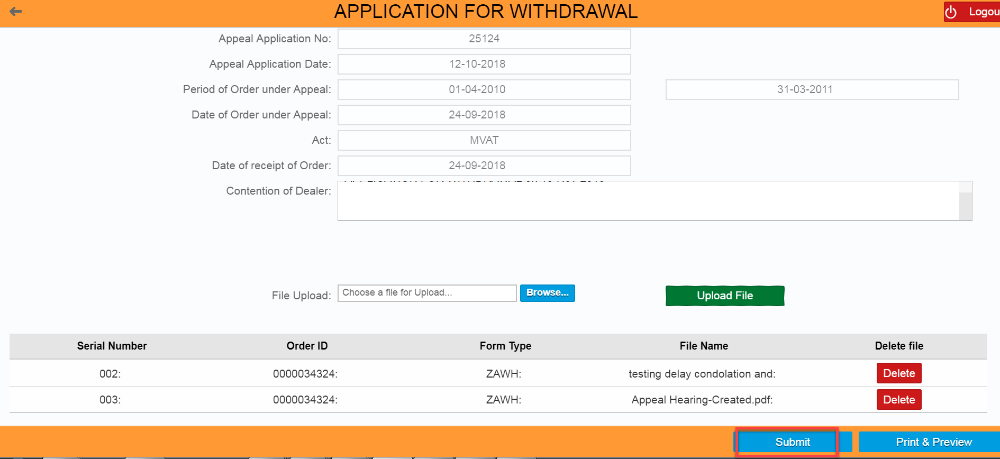 APPLICATION FOR WITHDRAWAL
Logou
Appeal Application No: 25124
Appeal Application Date: 12-10-2018
Period of Order under Appeal: 01-04-2010 31-03-2011
Date of Order under Appeal: 24-09-2018
Act: MVAT
Date of receipt of Order: 24-09-2018
Contention of Dealer:
File Upload: Choose a file for Upload... Browse... Upload File
Serial Number Order ID Form Type File Name Delete file
002: 0000034324: ZAWH: testing delay condolation and: Delete
003: 0000034324: ZAWH: Appeal Hearing-Created.pdf: Delete
Submit Print & Preview